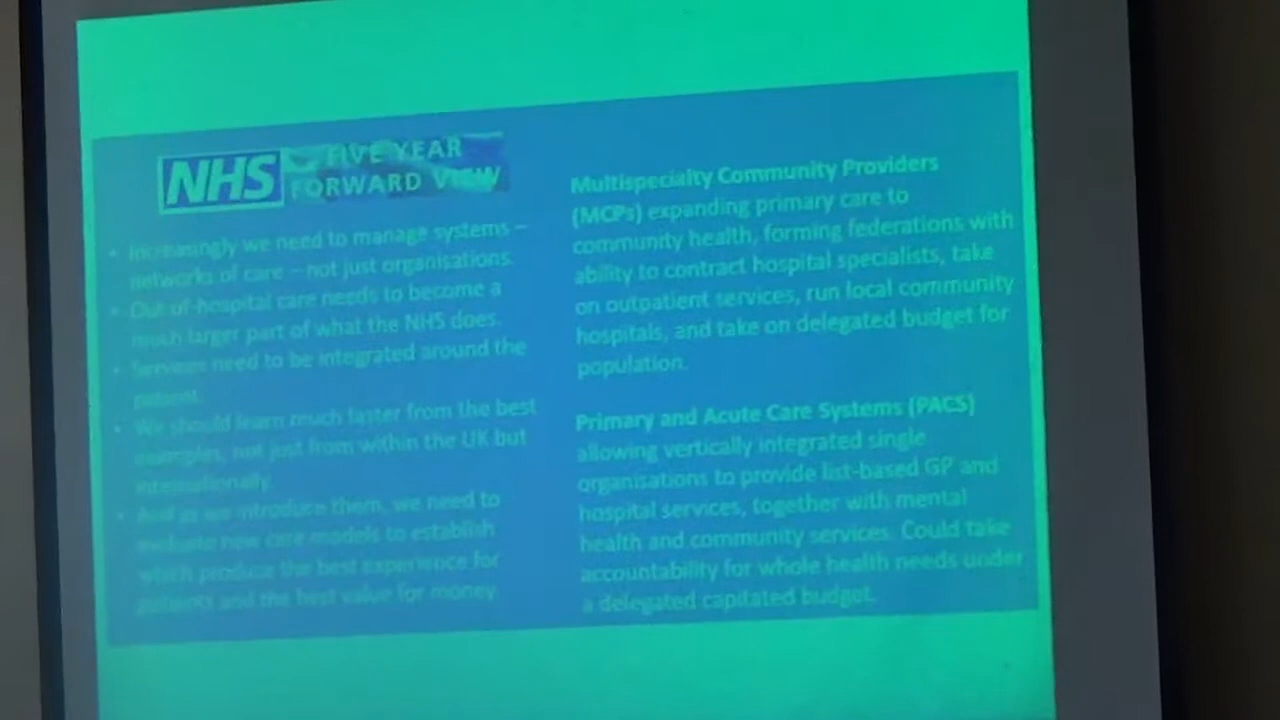 NHS FIVE YEAR
FORWARD VIEW
• Increasingly we need to manage systems –
networks of care – not just organisations.
• Out-of-hospital care needs to become a
much larger part of what the NHS does.
• Services need to be integrated around the
patient.
• We should learn much faster from the best
examples, not just from within the UK but
internationally.
• And as we introduce them, we need to
evaluate new care models to establish
which produce the best experience for
patients and the best value for money.
Multispecialty Community Providers
(MCPs) expanding primary care to
community health, forming federations with
ability to contract hospital specialists, take
on outpatient services, run local community
hospitals, and take on delegated budget for
population.
Primary and Acute Care Systems (PACS)
allowing vertically integrated single
organisations to provide list-based GP and
hospital services, together with mental
health and community services. Could take
accountability for whole health needs under
a delegated capitated budget.